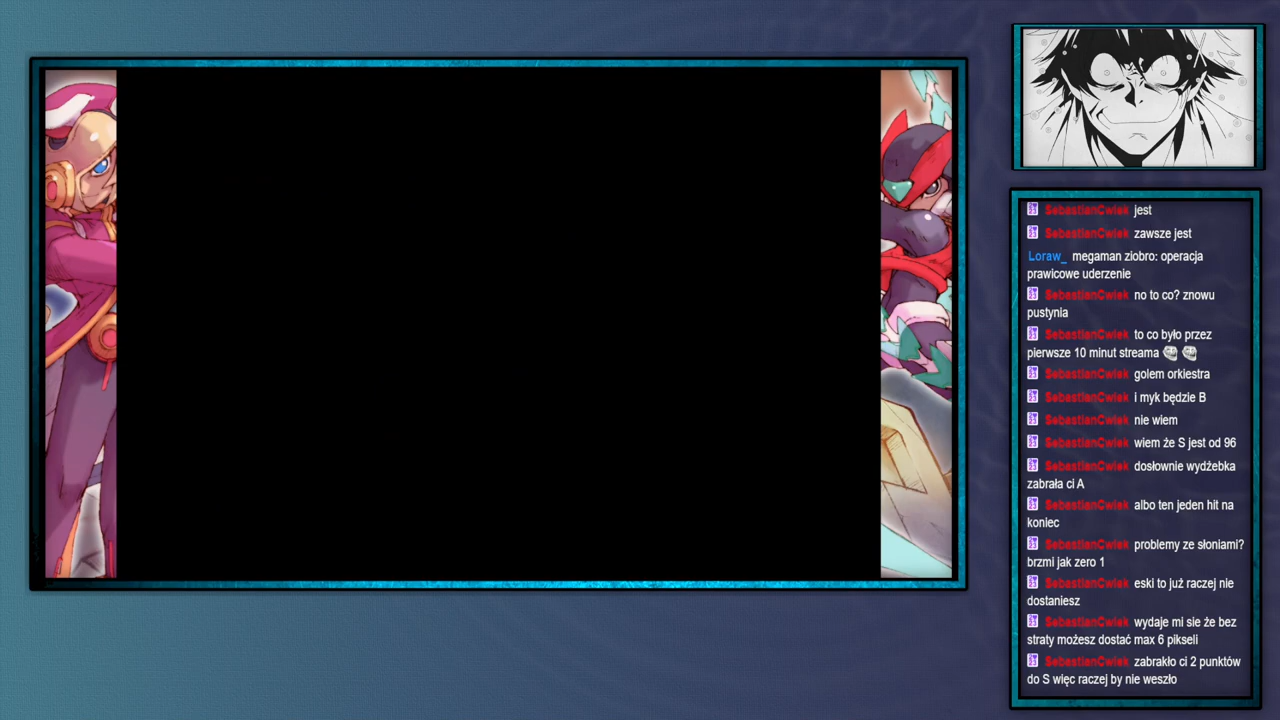 SebastianCwiek jest
SebastianCwiek zawsze jest
Loraw_ megaman ziobro: operacja
prawicowe uderzenie
SebastianCwiek no to co? znowu
pustynia
SebastianCwiek to co było przez
pierwsze 10 minut streama
SebastianCwiek golem orkiestra
SebastianCwiek i myk będzie B
SebastianCwiek nie wiem
SebastianCwiek wiem że S jest od 96
SebastianCwiek dosłownie wydżebka
zabrała ci A
SebastianCwiek albo ten jeden hit na
koniec
SebastianCwiek problemy ze słoniami?
brzmi jak zero 1
SebastianCwiek eski to już raczej nie
dostaniesz
SebastianCwiek wydaje mi sie że bez
straty możesz dostać max 6 pikseli
SebastianCwiek zabrakło ci 2 punktów
do S więc raczej by nie weszło